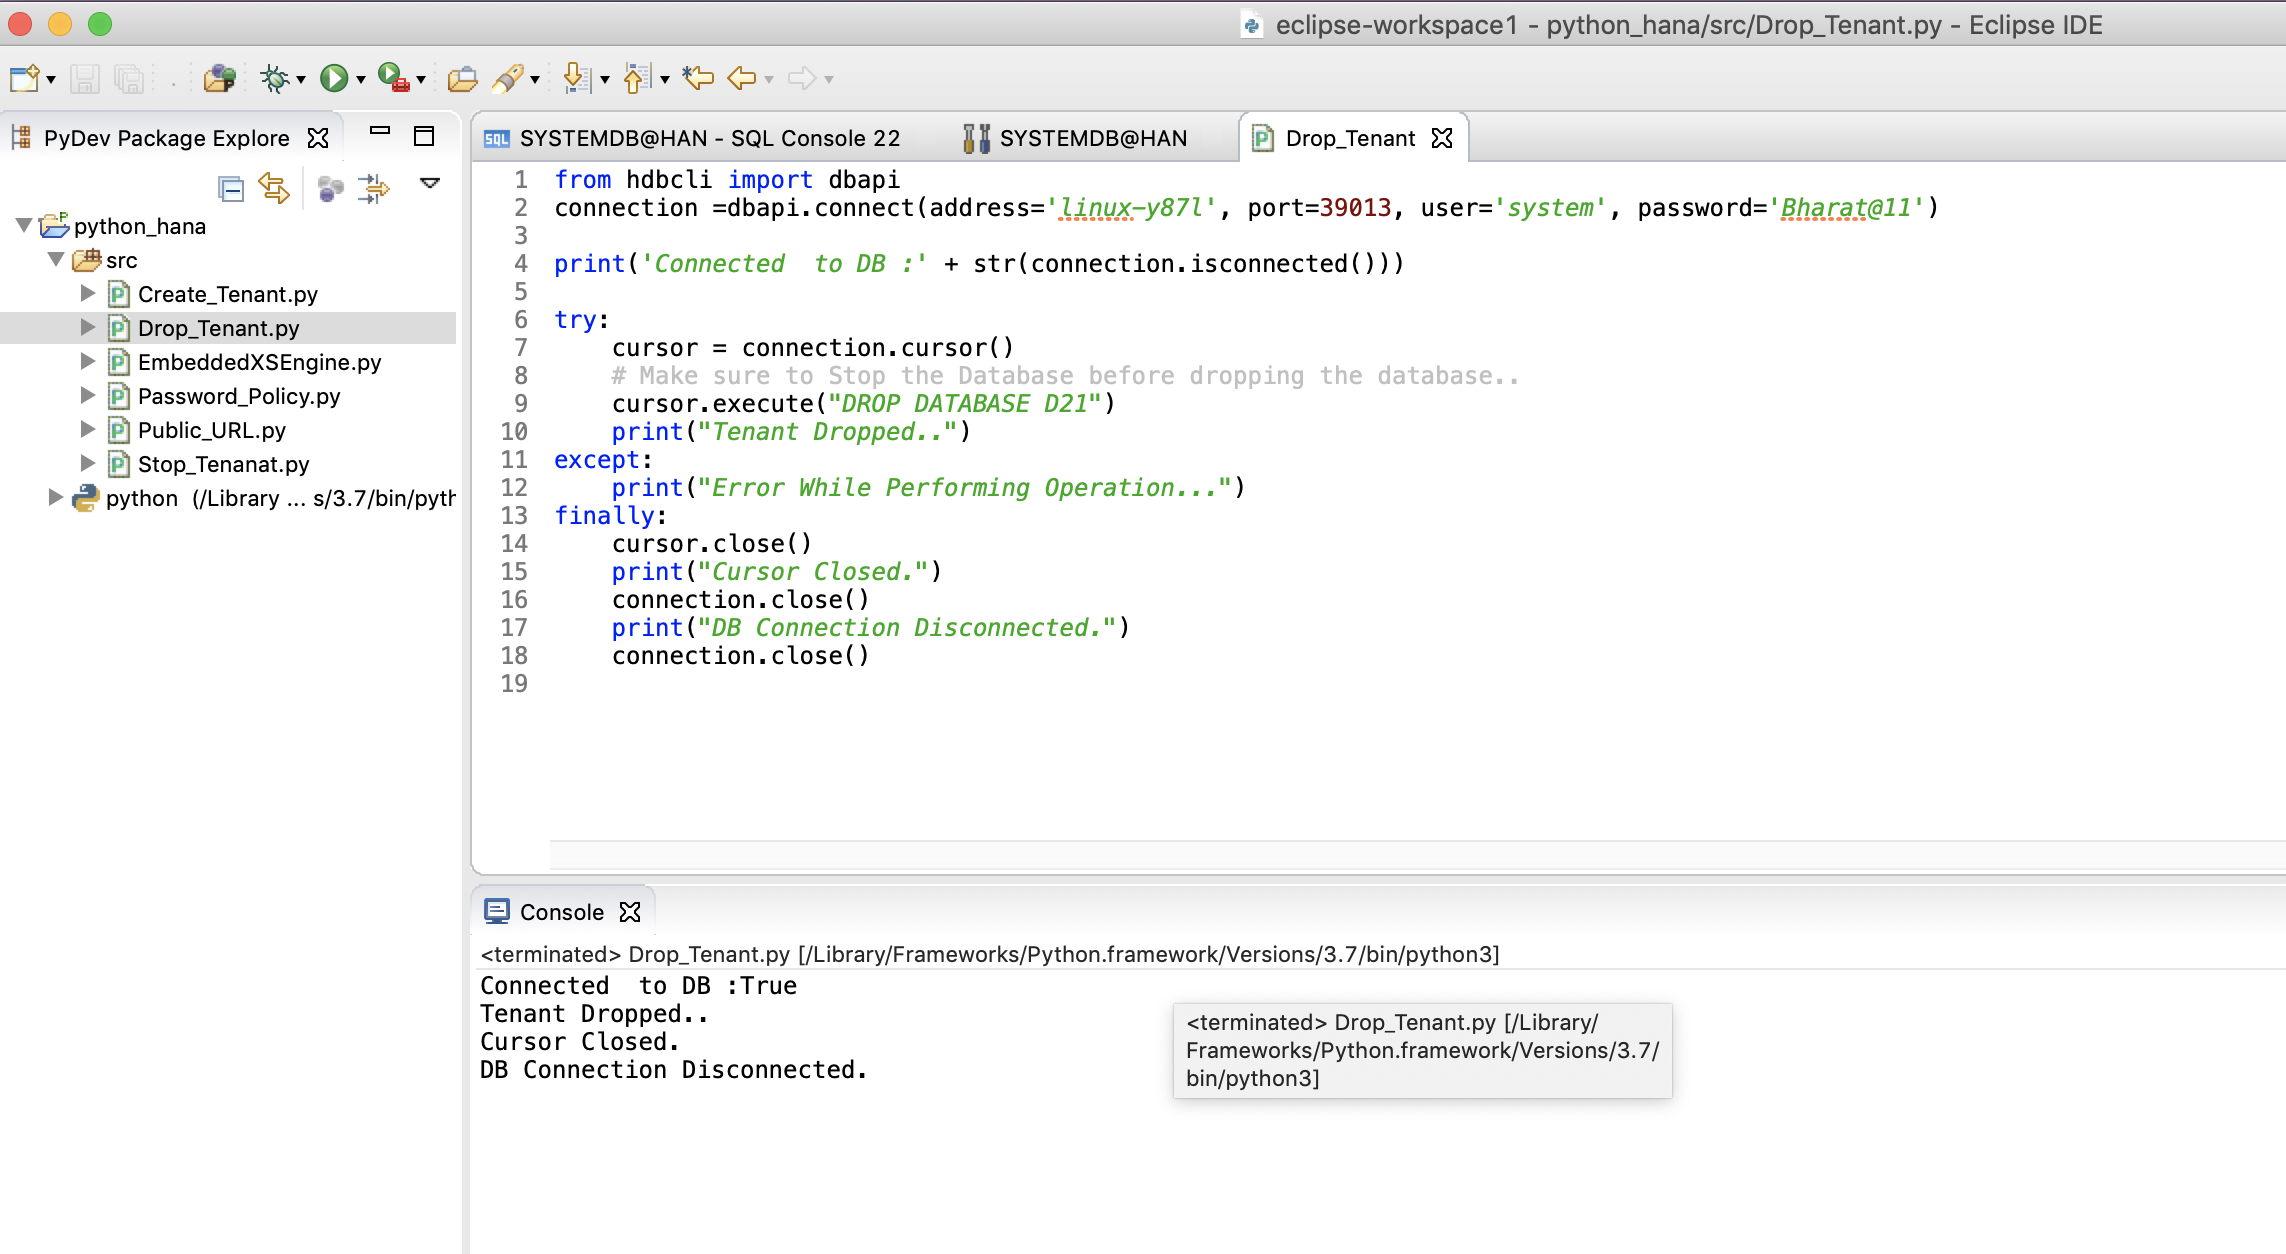 eclipse-workspace1 - python_hana/src/Drop_Tenant.py - Eclipse IDE
PyDev Package Explore
python_hana
src
Create_Tenant.py
Drop_Tenant.py
EmbeddedXSEngine.py
Password_Policy.py
Public_URL.py
Stop_Tenanat.py
python (/Library ... s/3.7/bin/pyth
SQL SYSTEMDB@HAN - SQL Console 22
SYSTEMDB@HAN
Drop_Tenant
1 from hdbcli import dbapi
2 connection =dbapi.connect(address='linux-y87l', port=39013, user='system', password='Bharat@11')
3
4 print('Connected  to DB :' + str(connection.isconnected()))
5
6 try:
7     cursor = connection.cursor()
8     # Make sure to Stop the Database before dropping the database..
9     cursor.execute("DROP DATABASE D21")
10     print("Tenant Dropped..")
11 except:
12     print("Error While Performing Operation...")
13 finally:
14     cursor.close()
15     print("Cursor Closed.")
16     connection.close()
17     print("DB Connection Disconnected.")
18     connection.close()
19
Console
<terminated> Drop_Tenant.py [/Library/Frameworks/Python.framework/Versions/3.7/bin/python3]
Connected  to DB :True
Tenant Dropped..
Cursor Closed.
DB Connection Disconnected.
<terminated> Drop_Tenant.py [/Library/
Frameworks/Python.framework/Versions/3.7/
bin/python3]